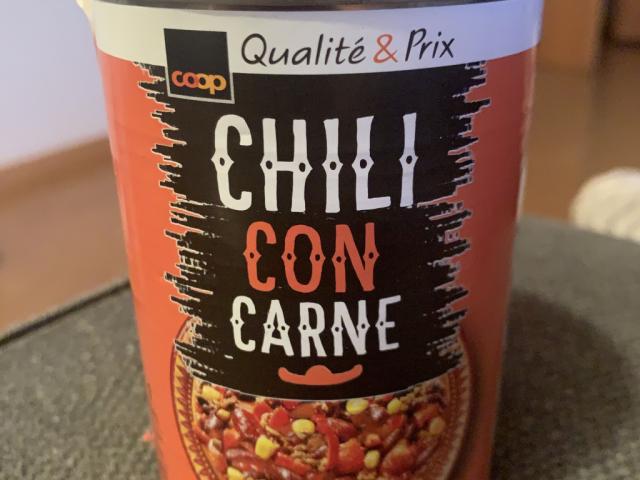 coop
Qualité & Prix
CHILI
CON
CARNE